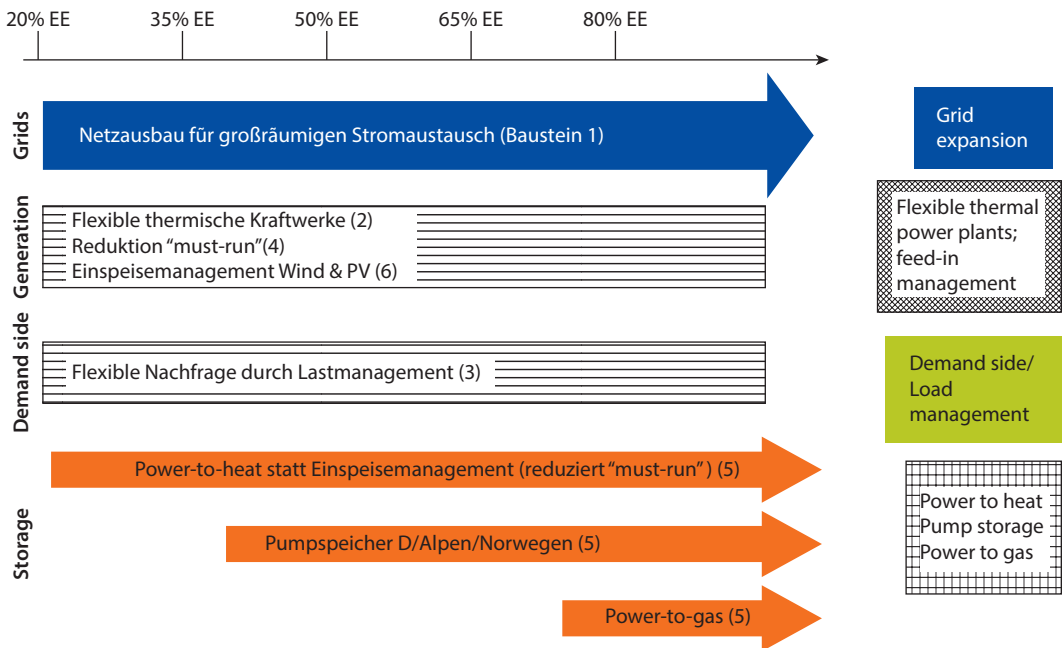 20% EE 35% EE 50% EE 65% EE 80% EE
Grids
Netzausbau für großräumigen Stromaustausch (Baustein 1)
Grid
expansion
Generation
Flexible thermische Kraftwerke (2)
Reduktion “must-run”(4)
Einspeisemanagement Wind & PV (6)
Flexible thermal
power plants;
feed-in
management
Demand side
Flexible Nachfrage durch Lastmanagement (3)
Demand side/
Load
management
Storage
Power-to-heat statt Einspeisemanagement (reduziert “must-run” ) (5)
Pumpspeicher D/Alpen/Norwegen (5)
Power-to-gas (5)
Power to heat
Pump storage
Power to gas